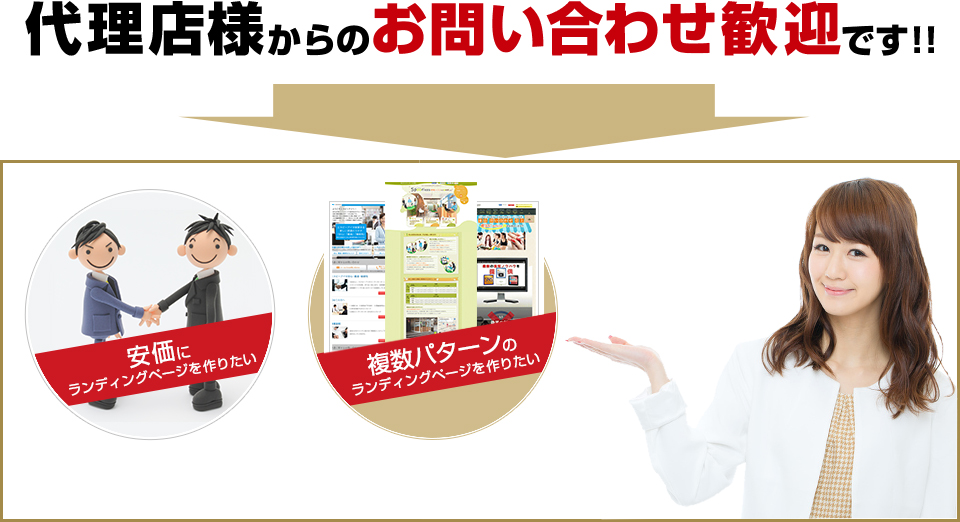 代理店様からのお問い合わせ歓迎です!!
安価に
ランディングページを作りたい
複数パターンの
ランディングページを作りたい